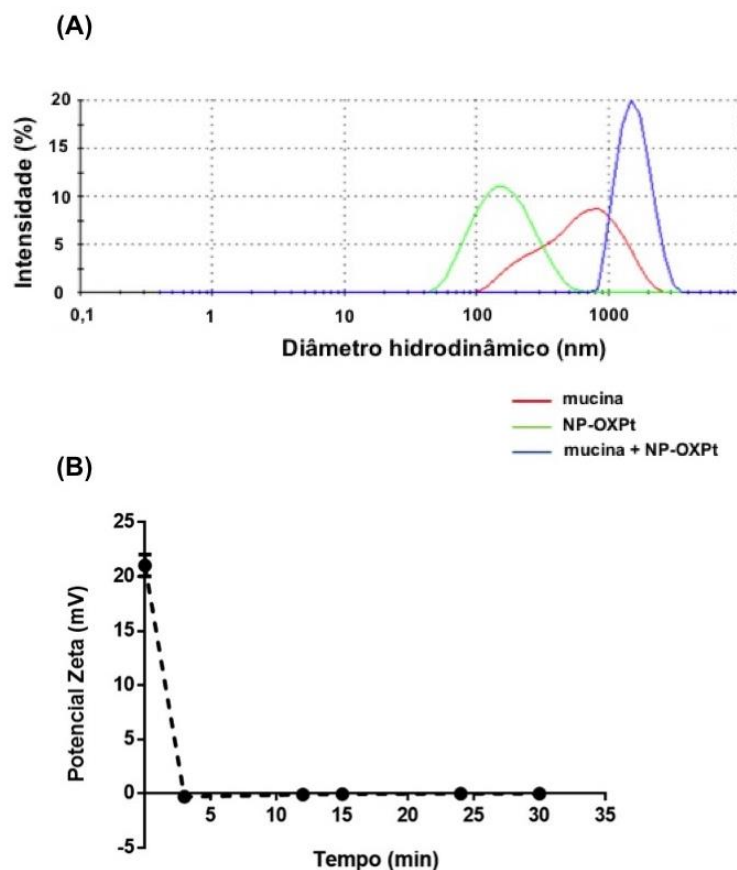 (A)
Intensidade (%)
20
15
10
5
0
0,1
1
10
100
1000
Diâmetro hidrodinâmico (nm)
mucina
NP-OXPt
mucina + NP-OXPt
(B)
Potencial Zeta (mV)
25
20
15
10
5
0
-5
5
10
15
20
25
30
35
Tempo (min)